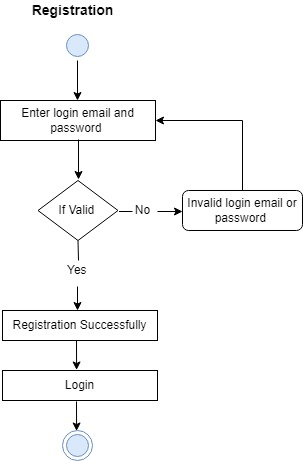 Registration
Enter login email and
password
If Valid
No
Invalid login email or
password
Yes
Registration Successfully
Login